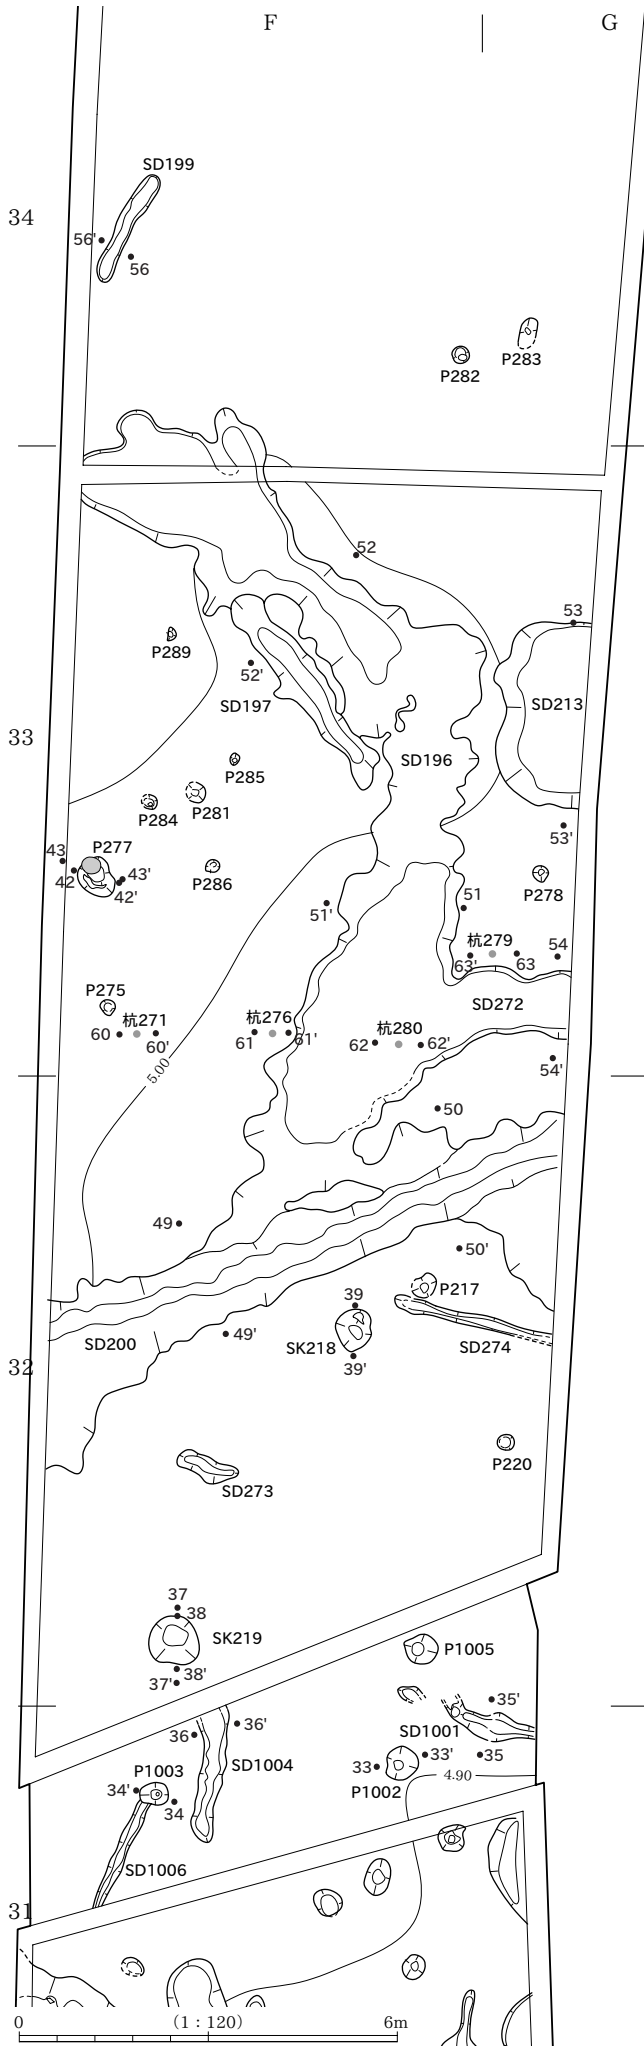 F
G
SD199
34
56'
56
P283
P282
52
53
P289
52'
SD197
SD213
33
SD196
P285
P284
P281
53'
43
P277
43'
42
42'
P286
P278
51
51'
杭279
54
63'
63
P275
SD272
杭271
杭276
杭280
60
60'
61
61'
62
62'
5.00
54'
50
49
50'
P217
39
49'
SD200
SK218
SD274
32
39'
P220
SD273
37
38
SK219
P1005
38'
37'
35'
36'
36
SD1001
SD1004
33'
35
P1003
33
34'
P1002
4.90
34
SD1006
31
0
（1：120）
6m